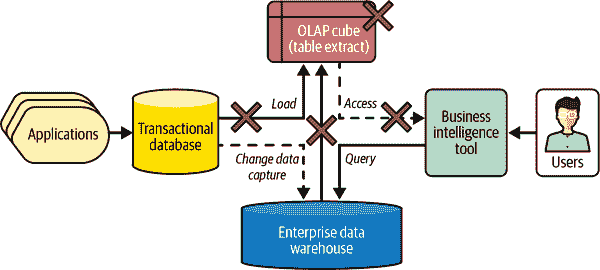 OLAP cube
(table extract)
Load
Access
Applications
Transactional
database
Business
intelligence
tool
Users
Change data
capture
Query
Enterprise data
warehouse